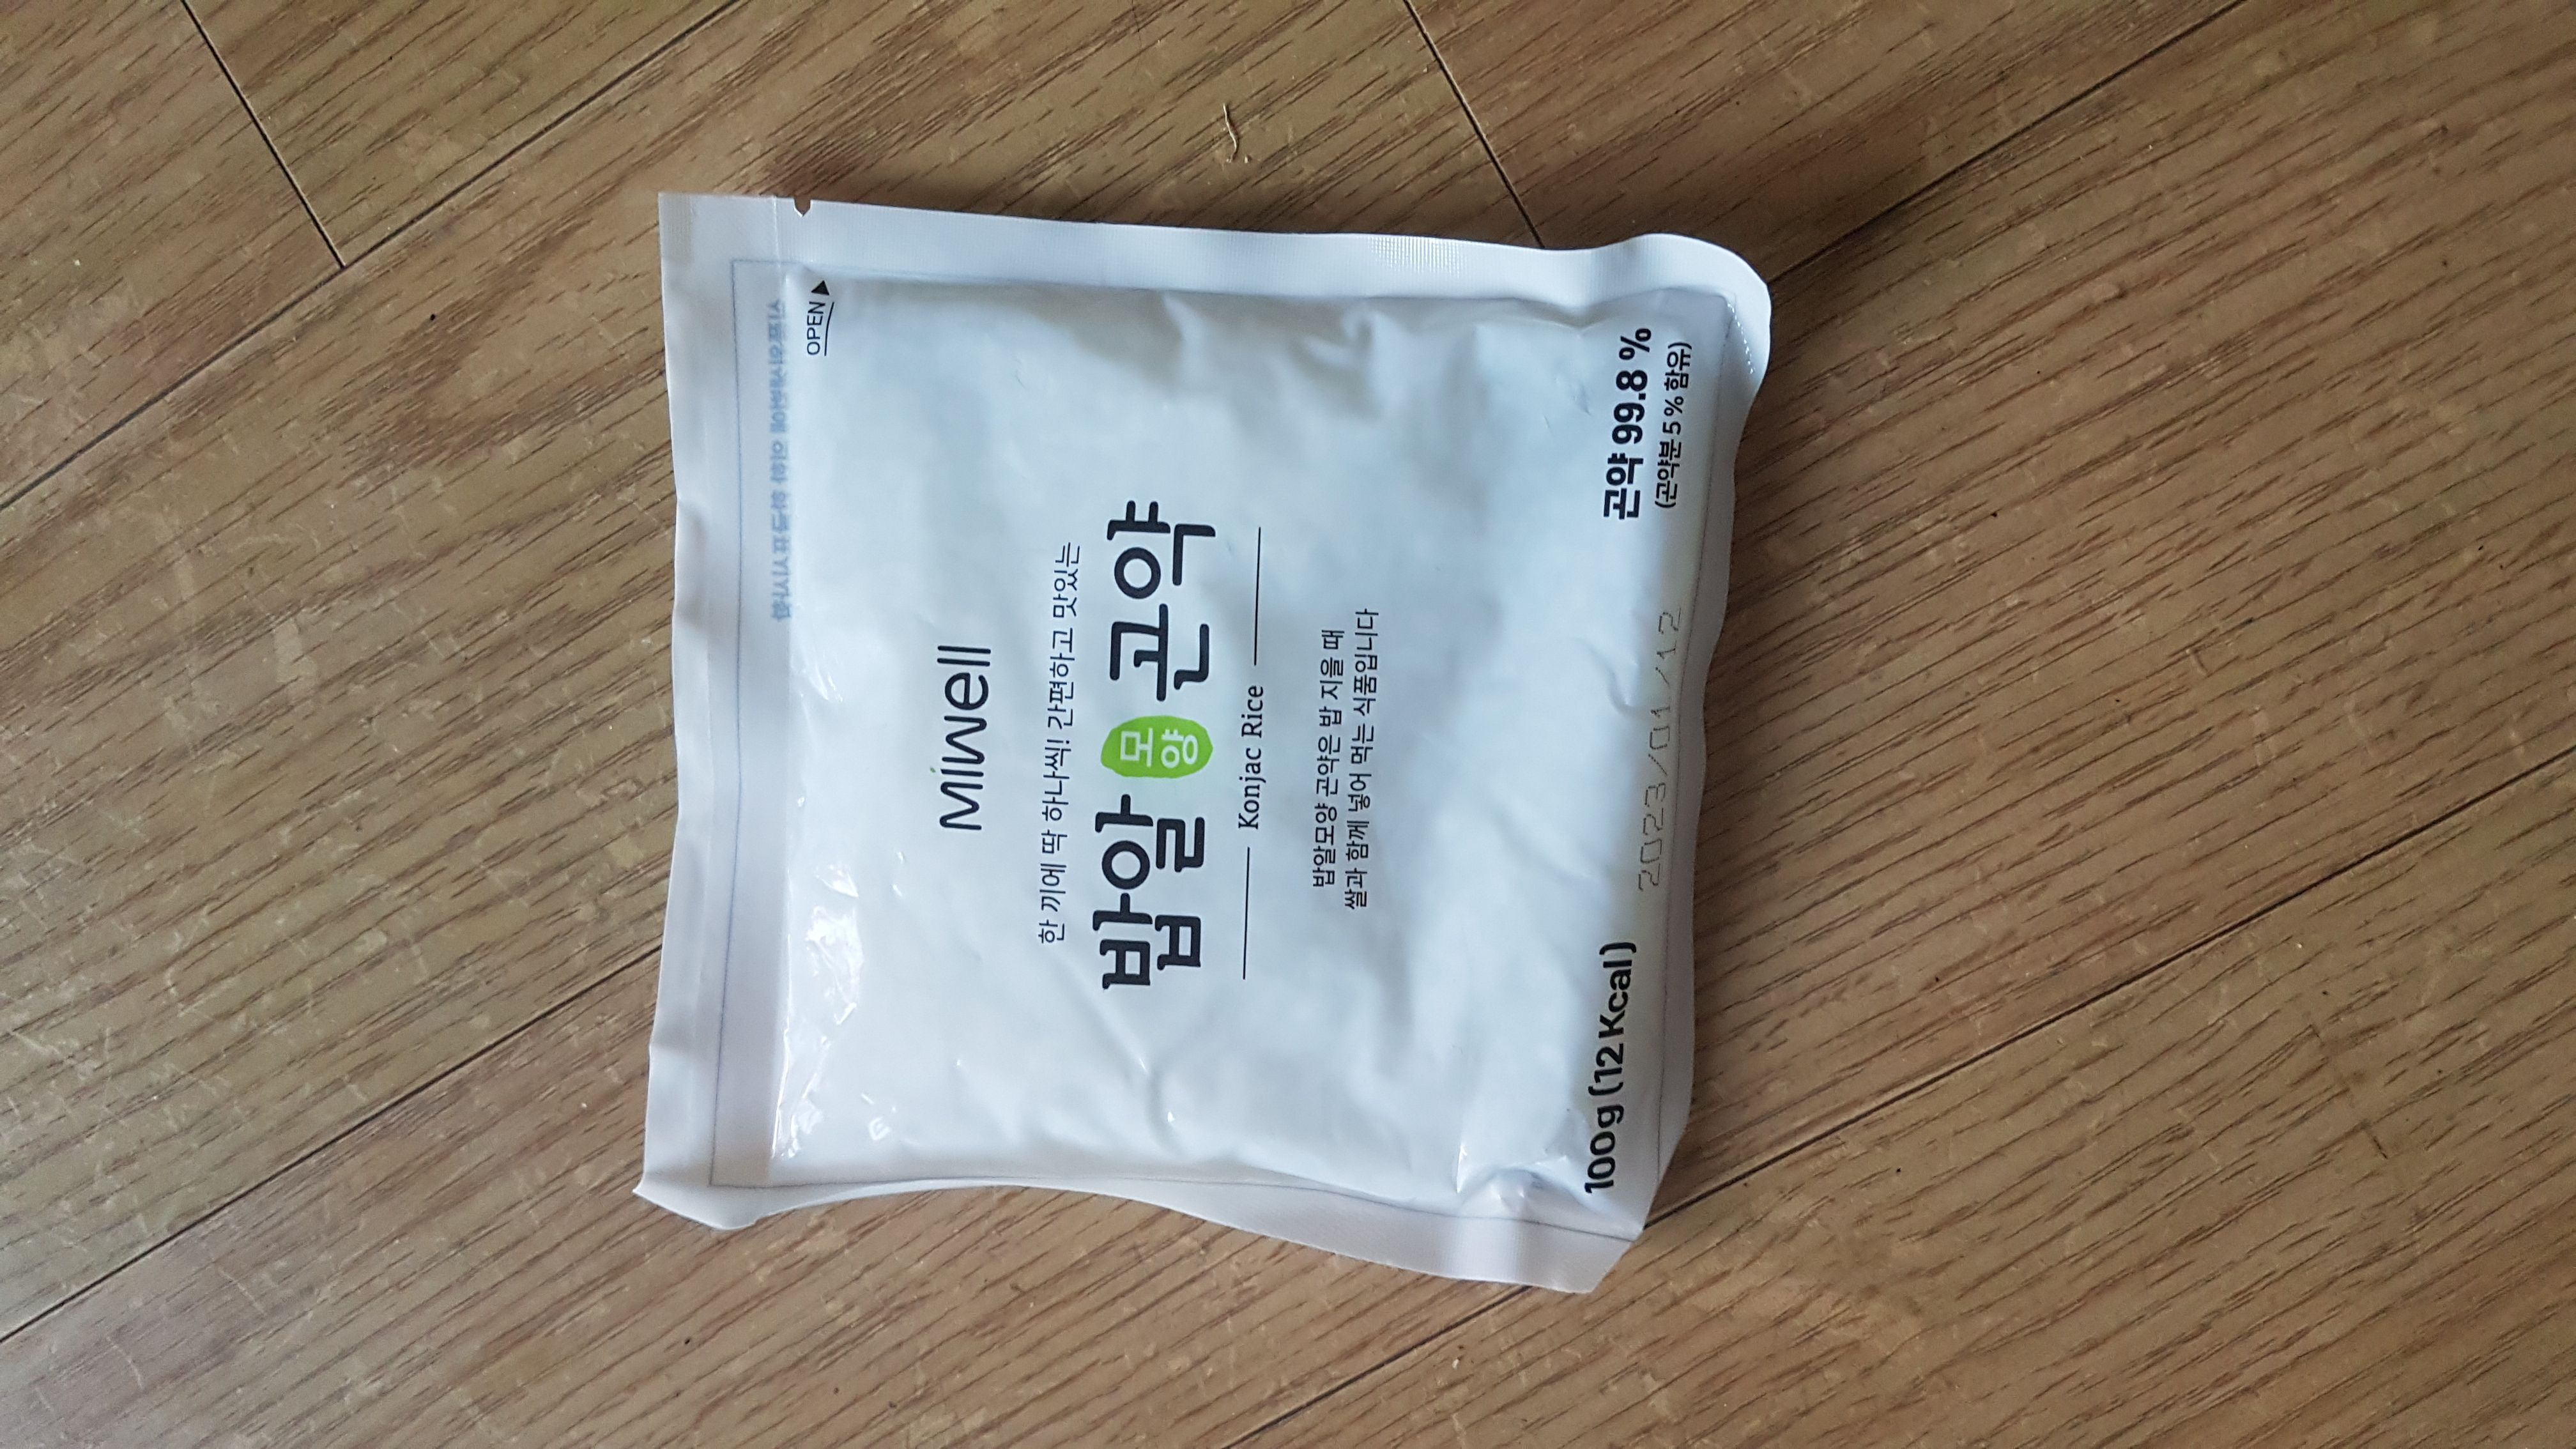 OPEN▲
Miwell
한 끼에 딱 하나씩! 간편하고 맛있는
밥알 모양 곤약
Konjac Rice
밥알모양 곤약은 밥 지을 때
쌀과 함께 넣어 먹는 식품입니다
100g (12 Kcal)
2023/01/12
곤약 99.8 %
(곤약분 5 % 함유)